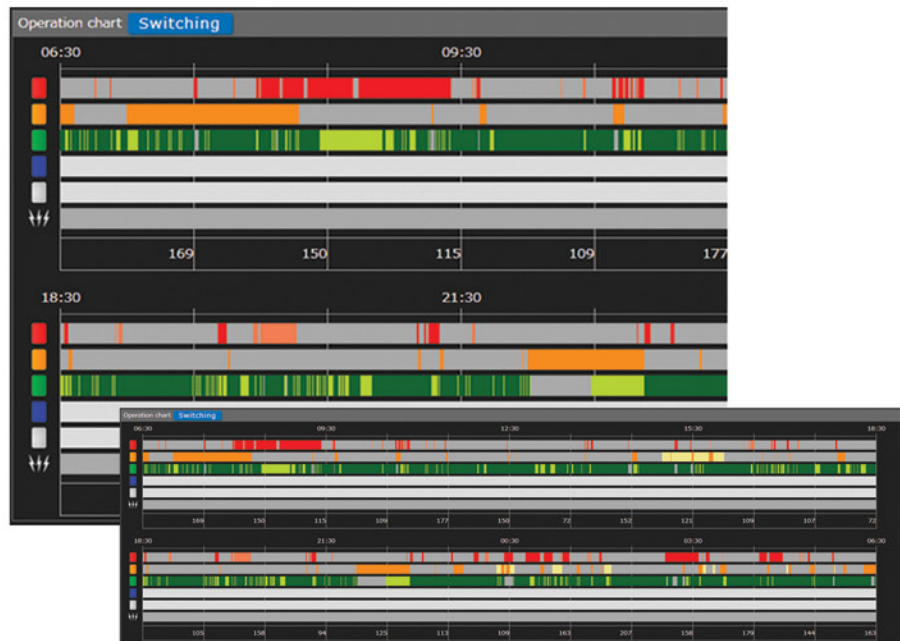 Operation chart Switching
06:30 09:30
169 150 115 109 177
18:30 21:30
Operation chart Switching
06:30 09:30 12:30 15:30 18:30
169 150 115 109 177 150 72 152 121 109 107 72
18:30 21:30 00:30 03:30 06:30
105 158 94 125 113 109 163 207 158 179 144 163